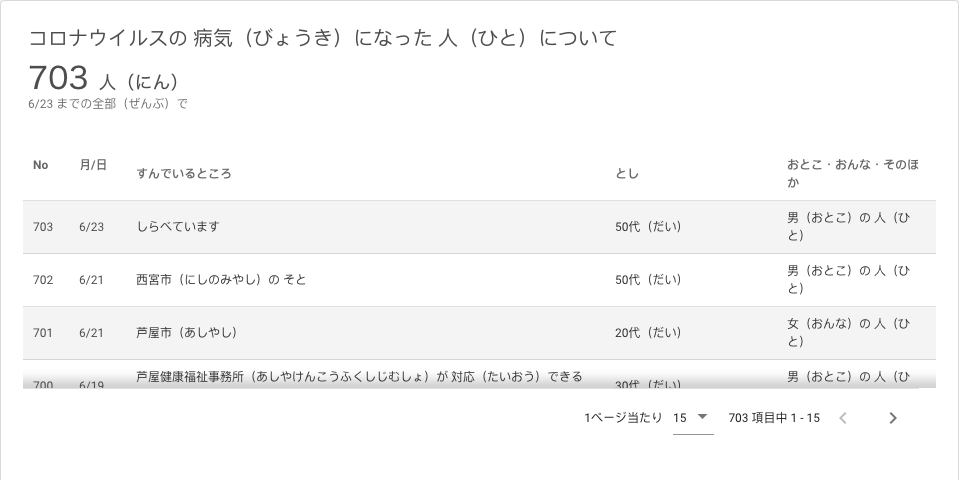 コロナウイルスの 病気（びょうき）になった 人（ひと）について
703 人（にん）
6/23 までの全部（ぜんぶ）で
No 月/日 すんでいるところ とし おとこ・おんな・そのほ
か
703 6/23 しらべています 50代（だい） 男（おとこ）の 人（ひ
と）
702 6/21 西宮市（にしのみやし）の そと 50代（だい） 男（おとこ）の 人（ひ
と）
701 6/21 芦屋市（あしやし） 20代（だい） 女（おんな）の 人（ひ
と）
700 6/19 芦屋健康福祉事務所（あしやけんこうふくしじむしょ）が 対応（たいおう）できる 30代（だい） 男（おとこ）の 人（ひ
1ページ当たり 15 703 項目中 1 - 15